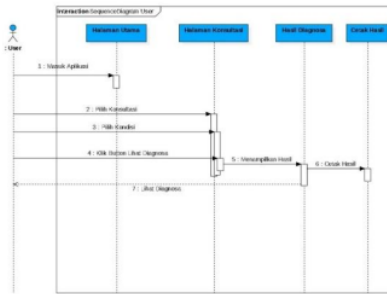 Interaction SequenceDiagram 'User'
: User
Halaman Utama
Halaman Konsultasi
Hasil Diagnosa
Cetak Hasil
1 : Masuk Aplikasi
2 : Pilih Konsultasi
3 : Pilih Kondisi
4 : Klik Button Lihat Diagnosa
5 : Menampilkan Hasil
6 : Cetak Hasil
7 : Lihat Diagnosa